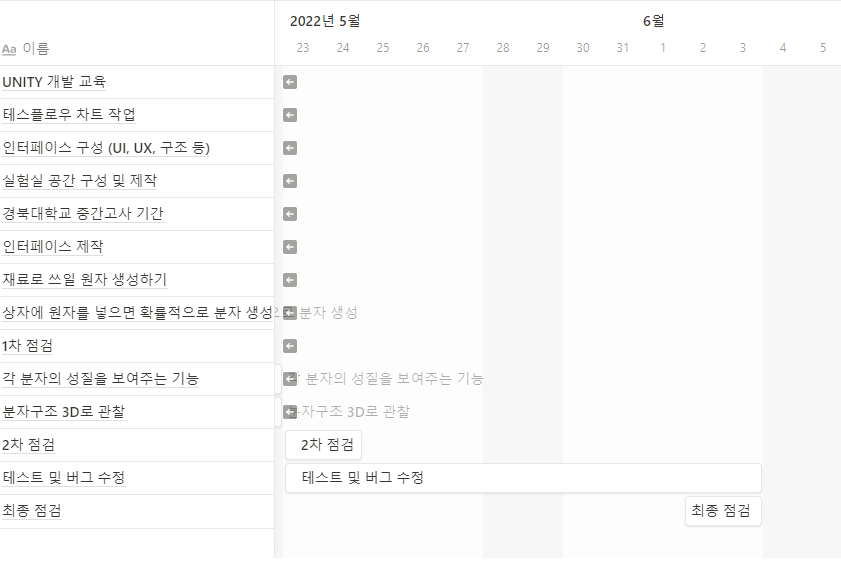 2022년 5월
6월
Aa 이름
23 24 25 26 27 28 29 30 31 1 2 3 4 5
UNITY 개발 교육
테스플로우 차트 작업
인터페이스 구성 (UI, UX, 구조 등)
실험실 공간 구성 및 제작
경북대학교 중간고사 기간
인터페이스 제작
재료로 쓰일 원자 생성하기
상자에 원자를 넣으면 확률적으로 분자 생성 분자 생성
1차 점검
각 분자의 성질을 보여주는 기능 각 분자의 성질을 보여주는 기능
분자구조 3D로 관찰 분자구조 3D로 관찰
2차 점검 2차 점검
테스트 및 버그 수정 테스트 및 버그 수정
최종 점검 최종 점검